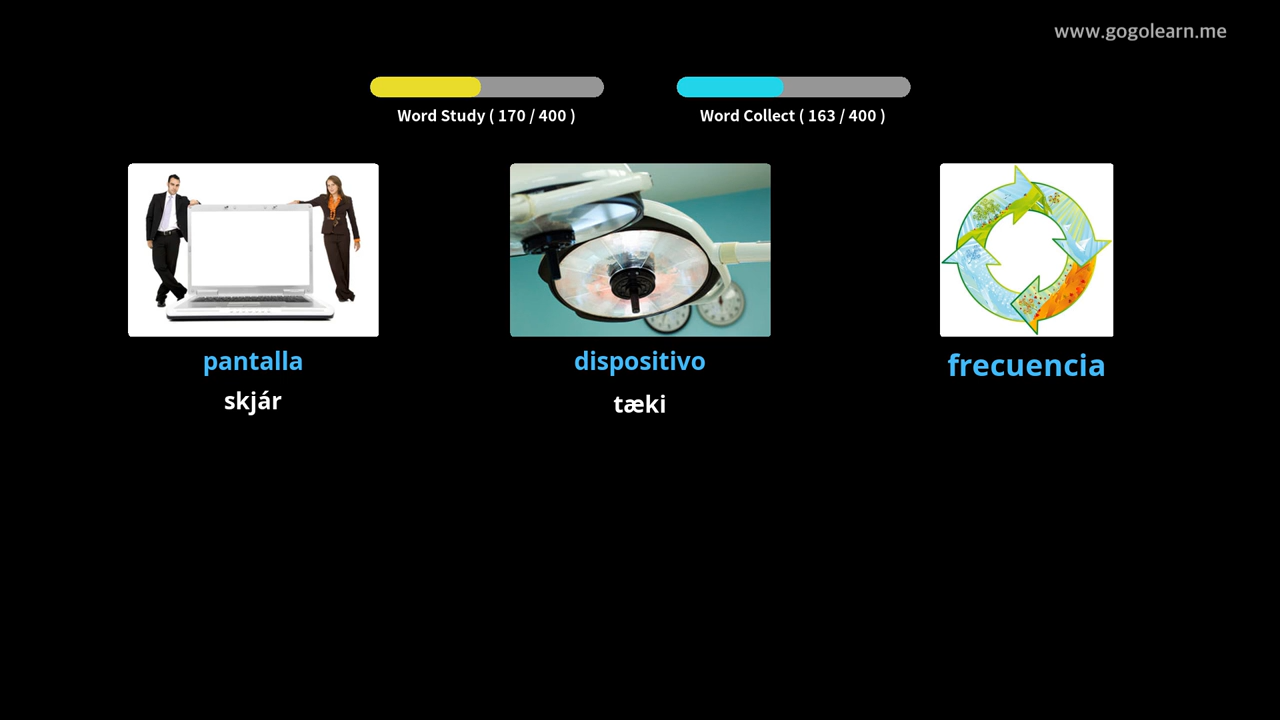 www.gogolearn.me
Word Study ( 170 / 400 )
Word Collect ( 163 / 400 )
pantalla
skjár
dispositivo
tæki
frecuencia